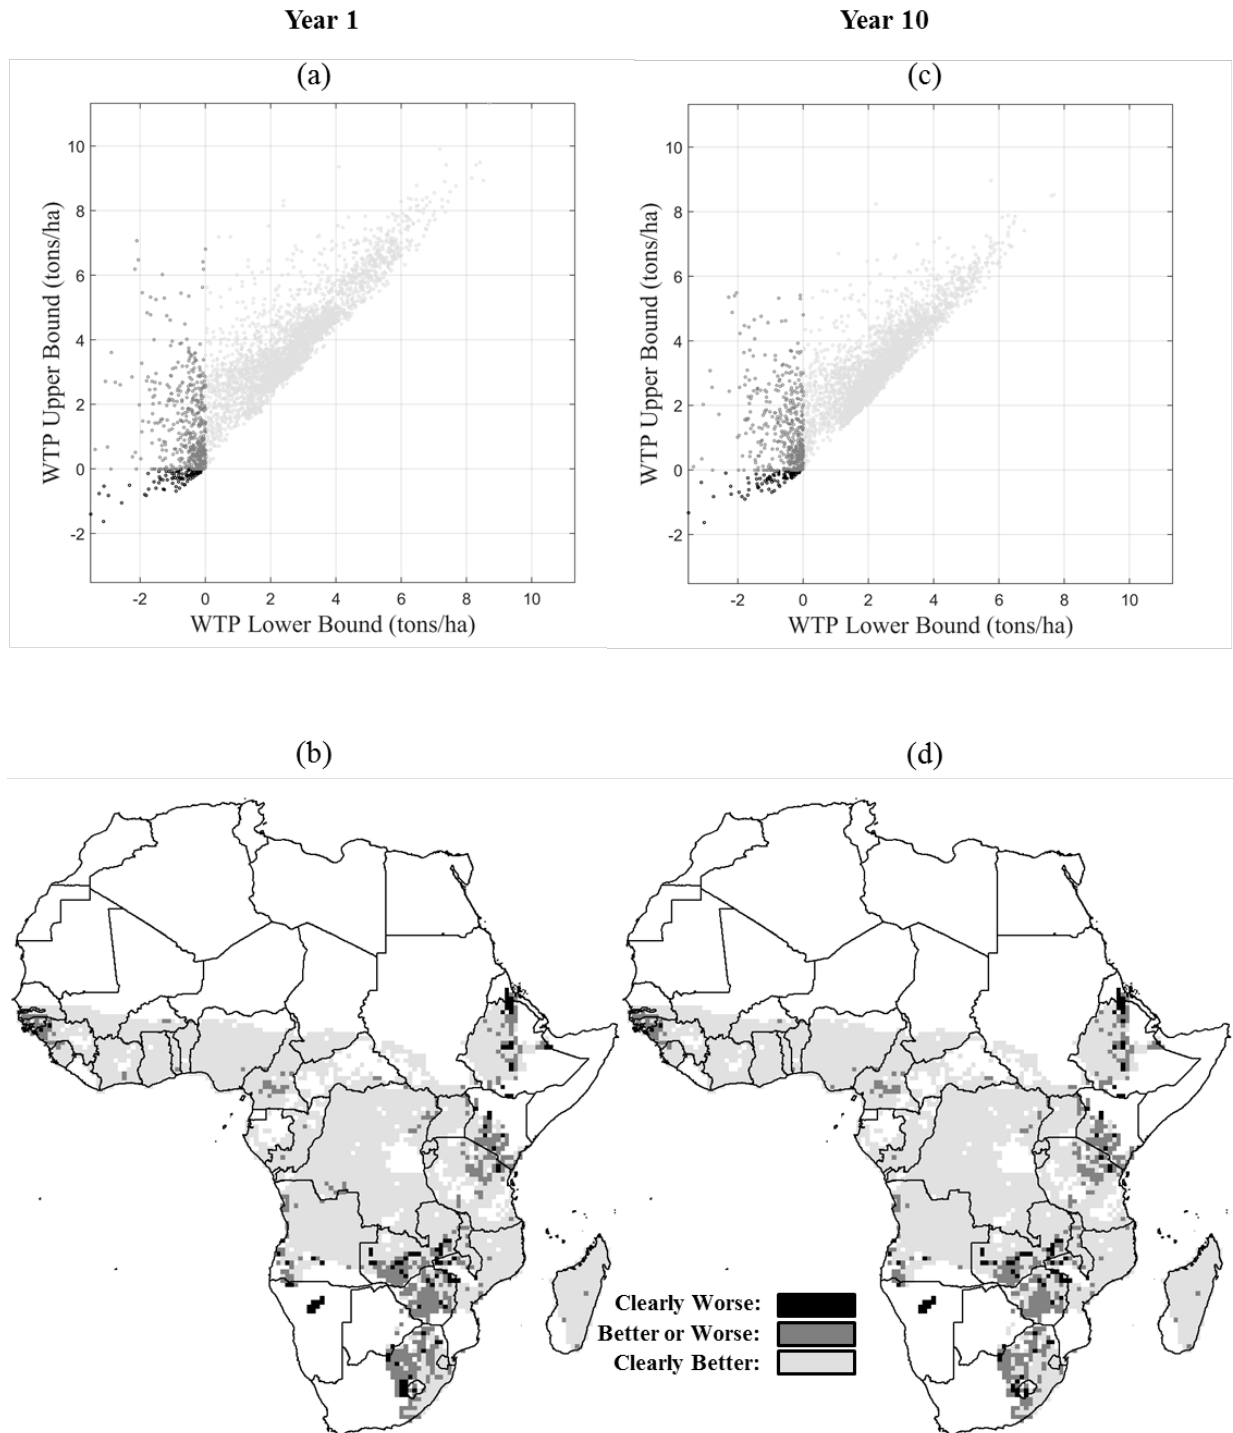 Year 1
Year 10
(a)
(c)
10
8
6
4
2
0
-2
-2 0 2 4 6 8 10
WTP Upper Bound (tons/ha)
WTP Lower Bound (tons/ha)
10
8
6
4
2
0
-2
-2 0 2 4 6 8 10
WTP Upper Bound (tons/ha)
WTP Lower Bound (tons/ha)
(b)
(d)
Clearly Worse:
Better or Worse:
Clearly Better: